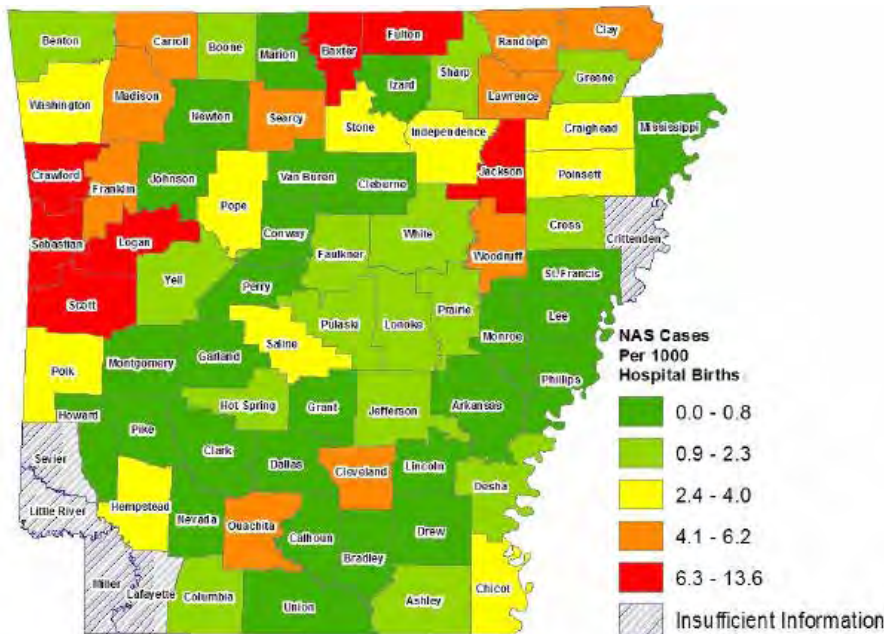 Benton
Carroll
Boone
Marion
Baxter
Fulton
Randolph
Clay
Sharp
Izard
Greene
Washington
Madison
Newton
Searcy
Stone
Independence
Lawrence
Craighead
Mississippi
Crawford
Franklin
Johnson
Pope
Van Buren
Cleburne
Jackson
Poinsett
Sebastian
Logan
Conway
Faulkner
White
Woodruff
Cross
Crittenden
Scott
Yell
Perry
Pulaski
Lonoke
Prairie
St. Francis
Monroe
Lee
Polk
Montgomery
Garland
Saline
Phillips
Howard
Pike
Hot Spring
Grant
Jefferson
Arkansas
Sevier
Clark
Dallas
Cleveland
Lincoln
Desha
Little River
Hempstead
Nevada
Ouachita
Calhoun
Bradley
Drew
Miller
Lafayette
Columbia
Union
Ashley
Chicot
NAS Cases
Per 1000
Hospital Births
0.0 - 0.8
0.9 - 2.3
2.4 - 4.0
4.1 - 6.2
6.3 - 13.6
Insufficient Information